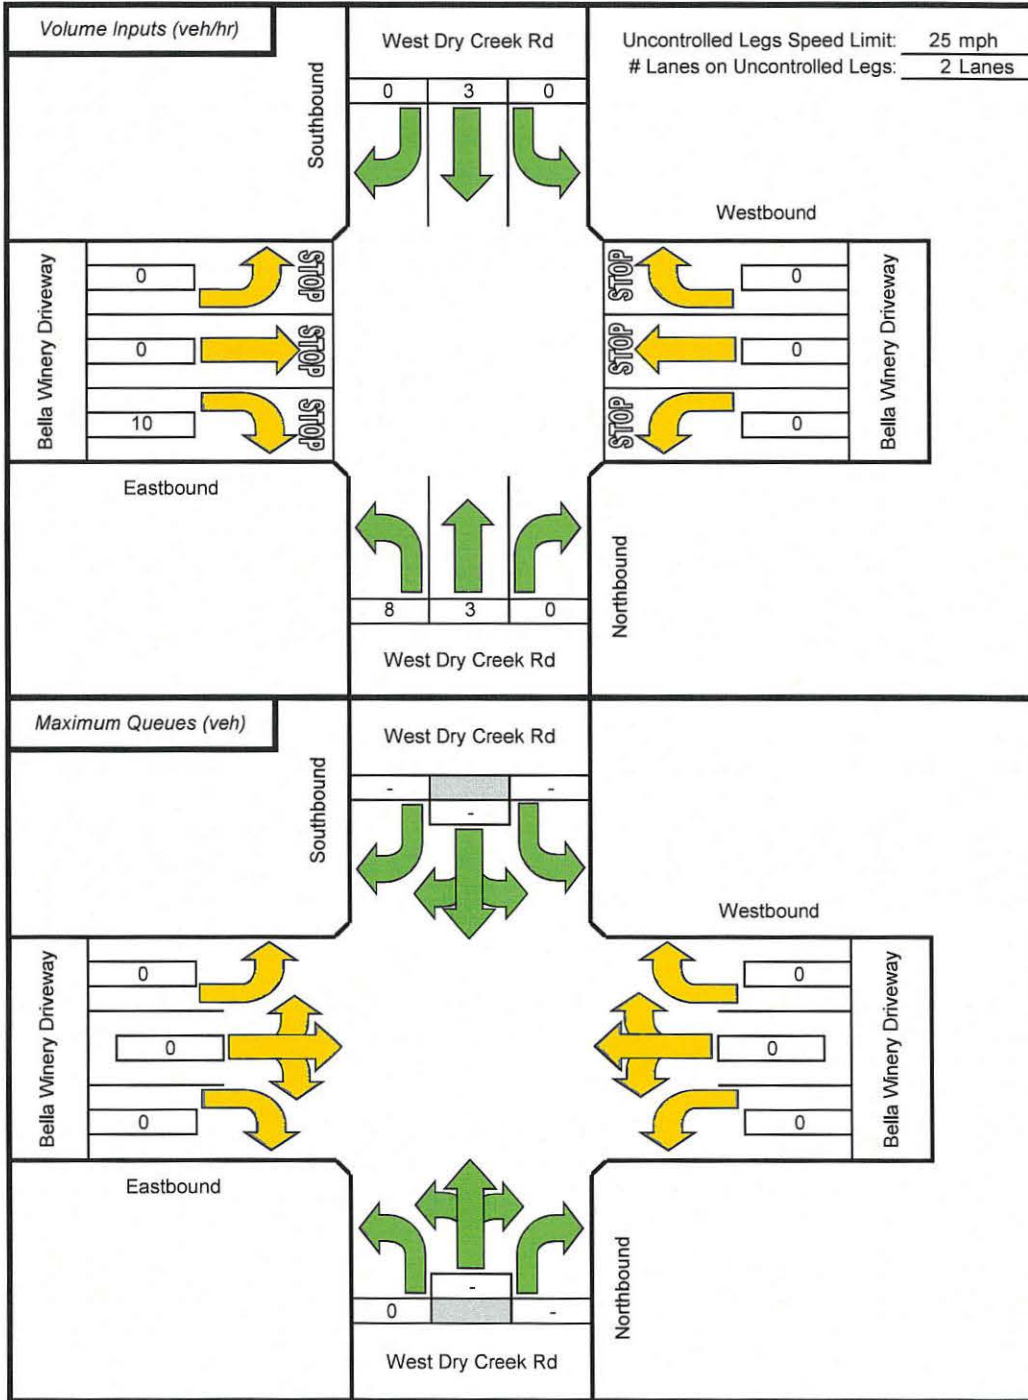 Volume Inputs (veh/hr)
West Dry Creek Rd
Uncontrolled Legs Speed Limit: 25 mph
# Lanes on Uncontrolled Legs: 2 Lanes
Southbound
0 3 0
Westbound
Bella Winery Driveway
0 STOP STOP 0
0 STOP STOP 0
10 STOP STOP 0
Bella Winery Driveway
Eastbound
Northbound
8 3 0
West Dry Creek Rd
Maximum Queues (veh)
West Dry Creek Rd
Southbound
- -
-
Westbound
Bella Winery Driveway
0 0
0 0
0 0
Bella Winery Driveway
Eastbound
Northbound
-
0 -
West Dry Creek Rd